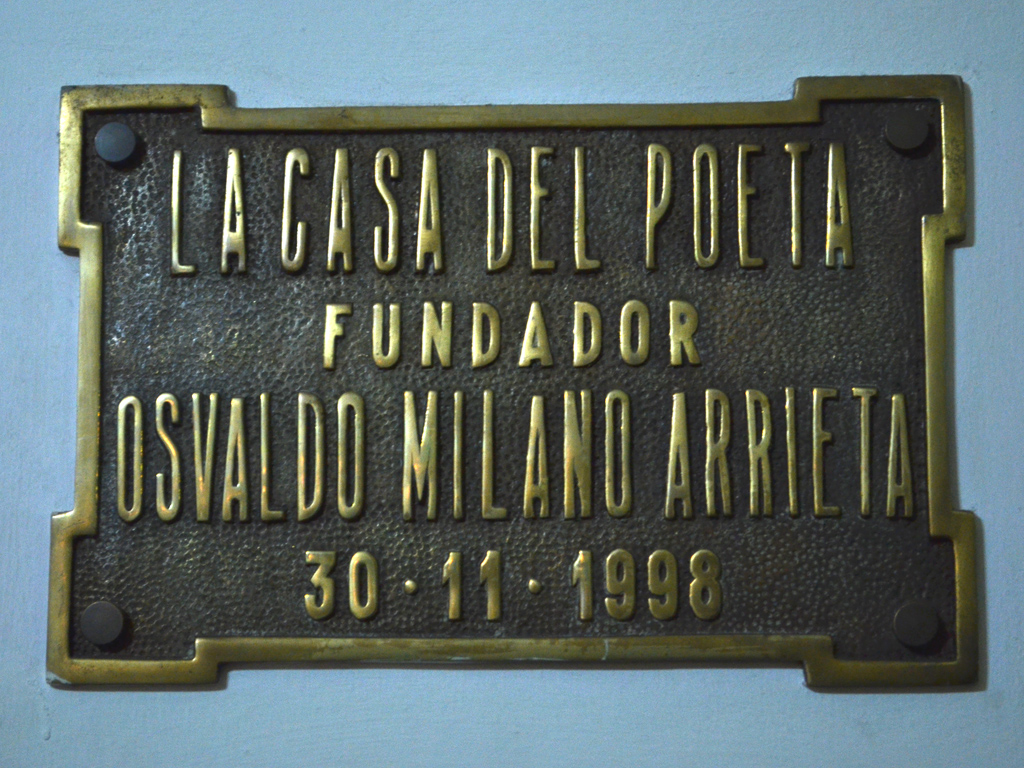 LA CASA DEL POETA
FUNDADOR
OSVALDO MILANO ARRIETA
30·11·1998